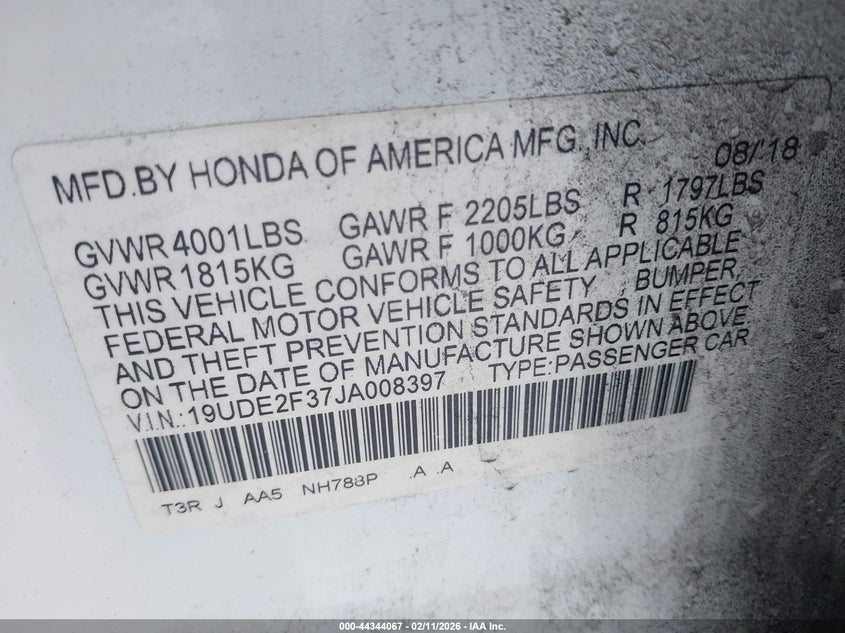 MFD.BY HONDA OF AMERICA MFG.,INC. 08/'18
GVWR 4001LBS GAWR F 2205LBS R 1797LBS
GVWR 1815KG GAWR F 1000KG R 815KG
THIS VEHICLE CONFORMS TO ALL APPLICABLE
FEDERAL MOTOR VEHICLE SAFETY BUMPER,
AND THEFT PREVENTION STANDARDS IN EFFECT
ON THE DATE OF MANUFACTURE SHOWN ABOVE
V.I.N.:19UDE2F37JA008397 TYPE:PASSENGER CAR
T3R J AA5 NH788P .A .A
000-44344067 - 02/11/2026 - IAA Inc.